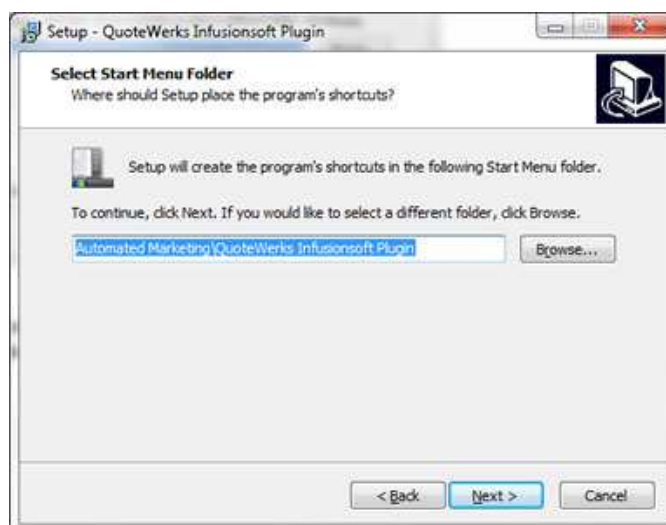 Setup - QuoteWerks Infusionsoft Plugin
Select Start Menu Folder
Where should Setup place the program's shortcuts?
Setup will create the program's shortcuts in the following Start Menu folder.
To continue, click Next. If you would like to select a different folder, click Browse.
Automated Marketing\QuoteWerks Infusionsoft Plugin
Browse...
< Back
Next >
Cancel